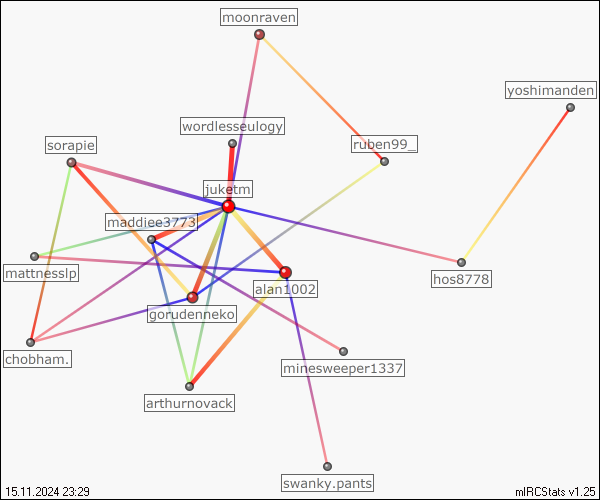 moonraven
yoshimanden
wordlesseulogy
ruben99_
sorapie
juketm
maddiee3773
mattnesslp
hos8778
alan1002
gorudenneko
chobham.
minesweeper1337
arthurnovack
swanky.pants
15.11.2024 23:29
mIRCStats v1.25